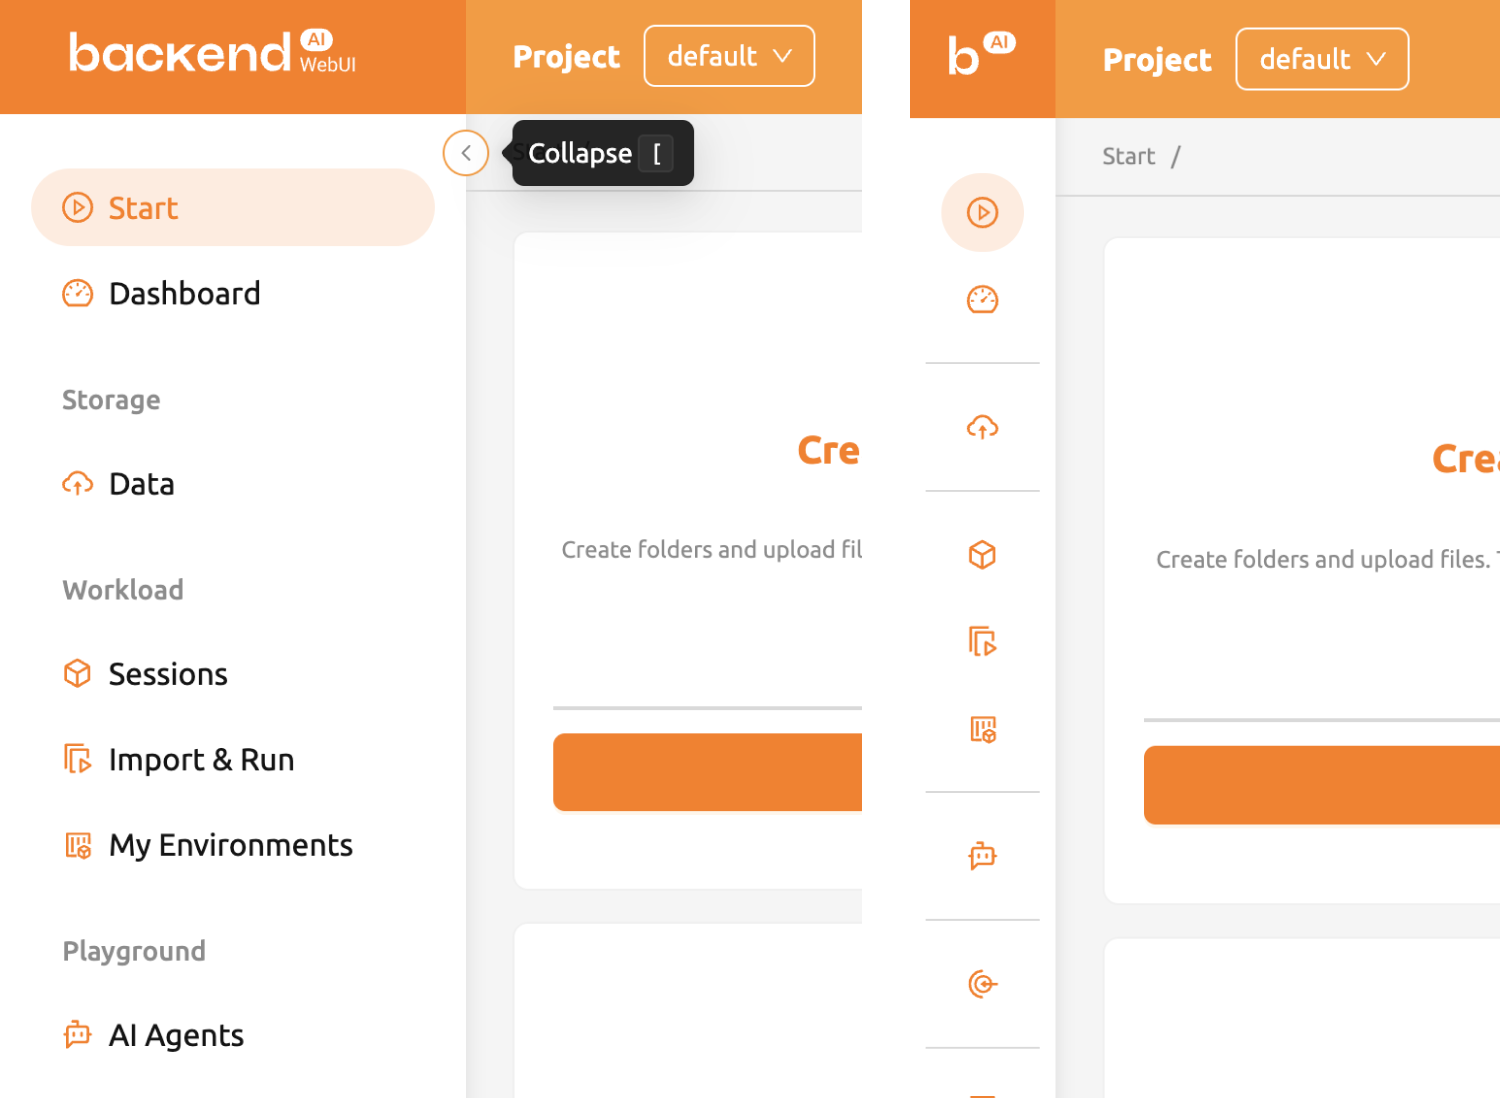 backend AI WebUI
Project default
Collapse [
Start
Dashboard
Storage
Data
Workload
Sessions
Import & Run
My Environments
Playground
AI Agents
Cre
Create folders and upload fil
b AI
Project default
Start /
Crea
Create folders and upload files.